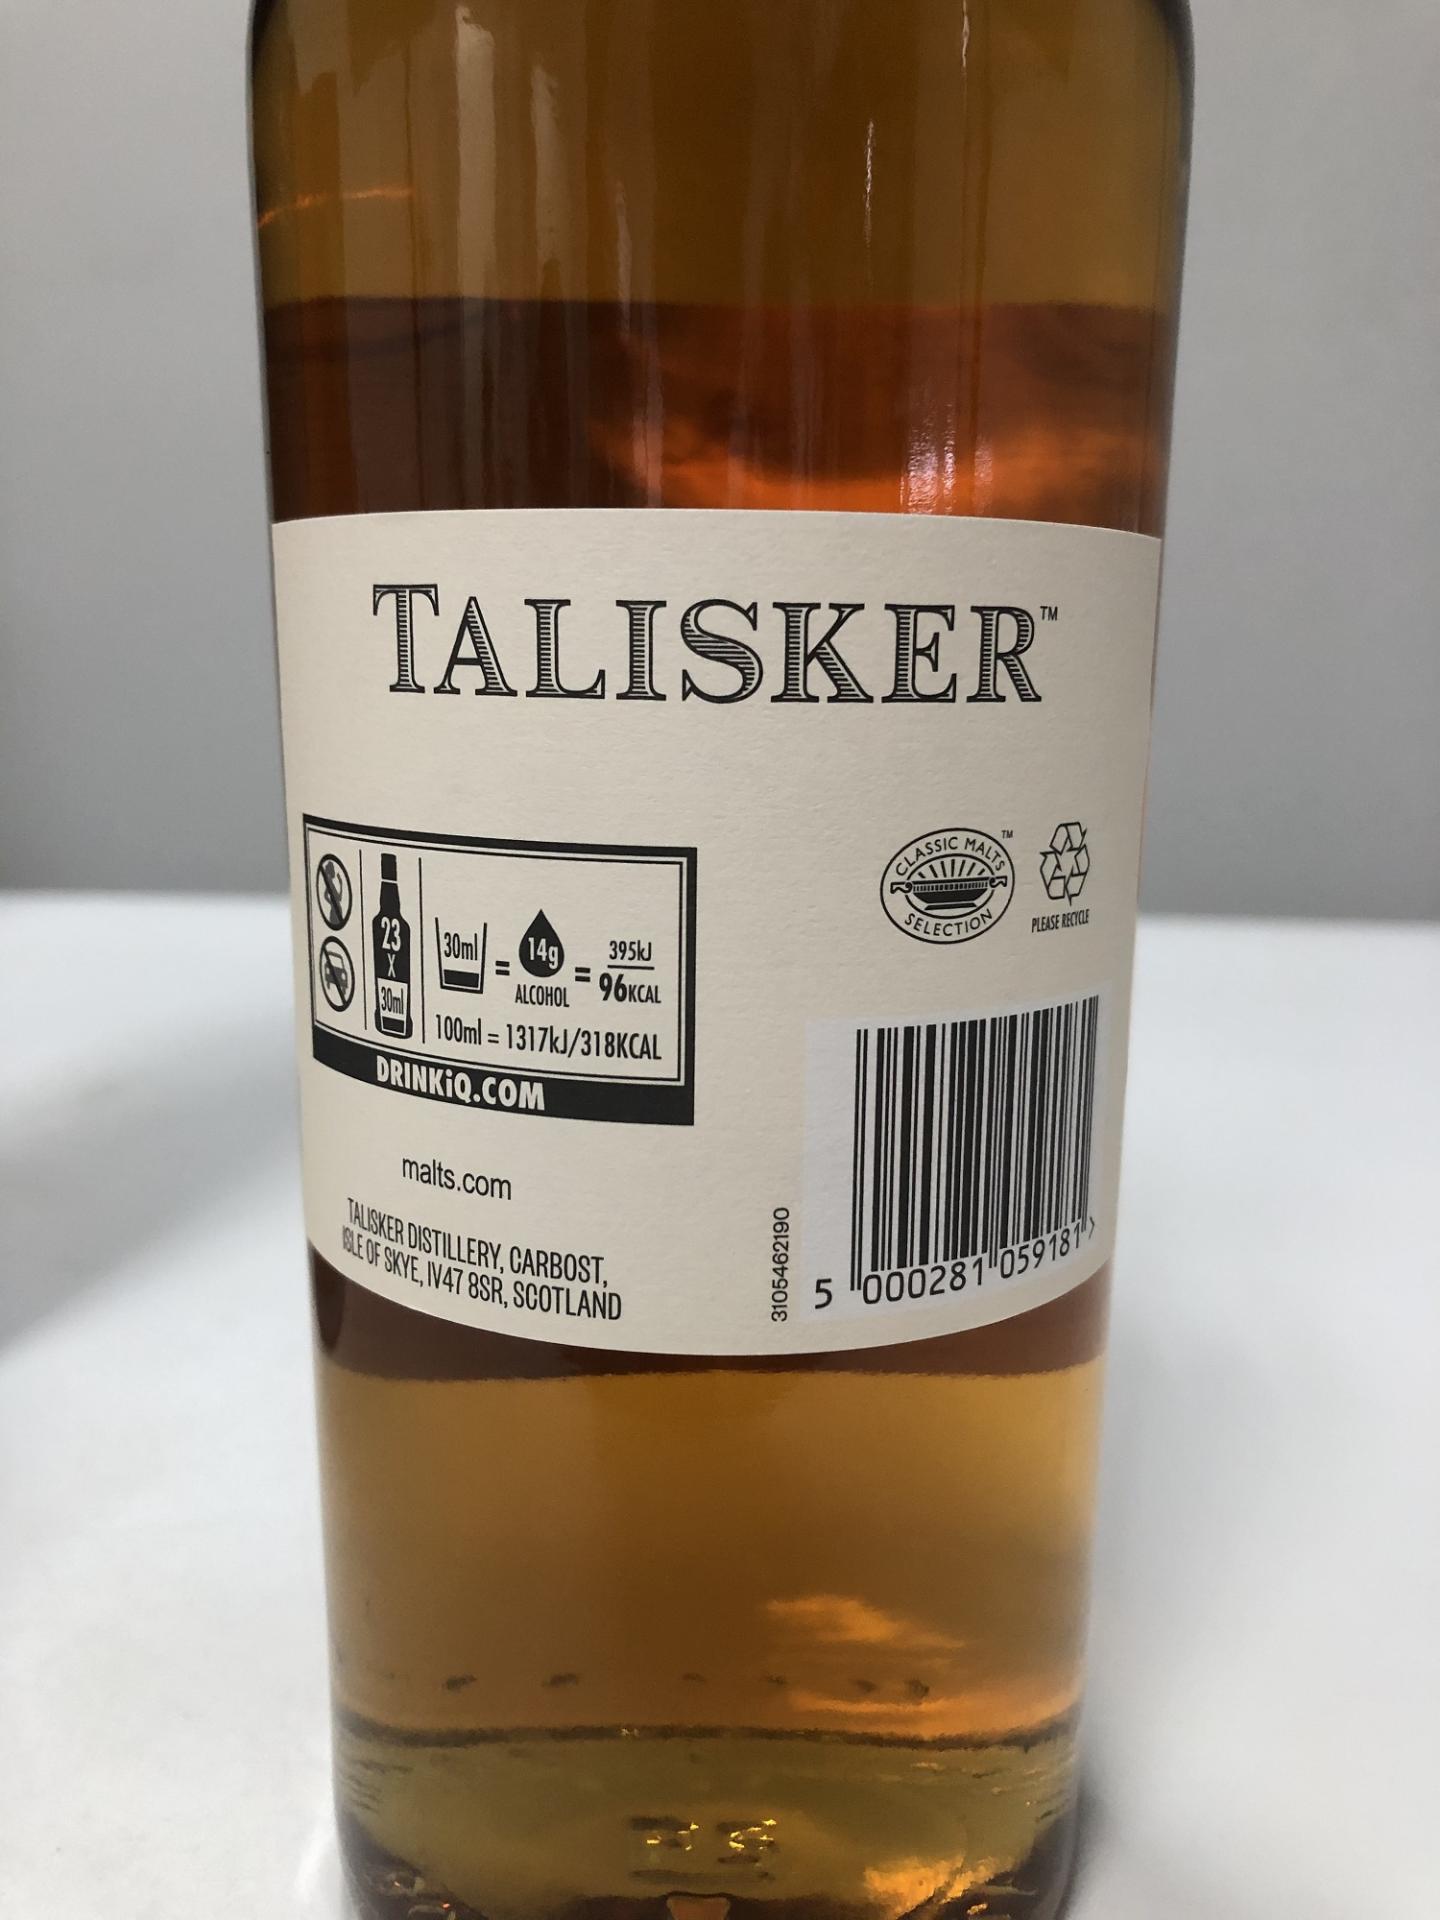 TALISKER™
23
X
30ml
30ml = 14g = 395kJ
ALCOHOL 96KCAL
100ml = 1317kJ/318KCAL
DRINKiQ.COM
CLASSIC MALTS™
SELECTION
PLEASE RECYCLE
malts.com
TALISKER DISTILLERY, CARBOST,
ISLE OF SKYE, IV47 8SR, SCOTLAND
3105462190
5 000281 059181 >